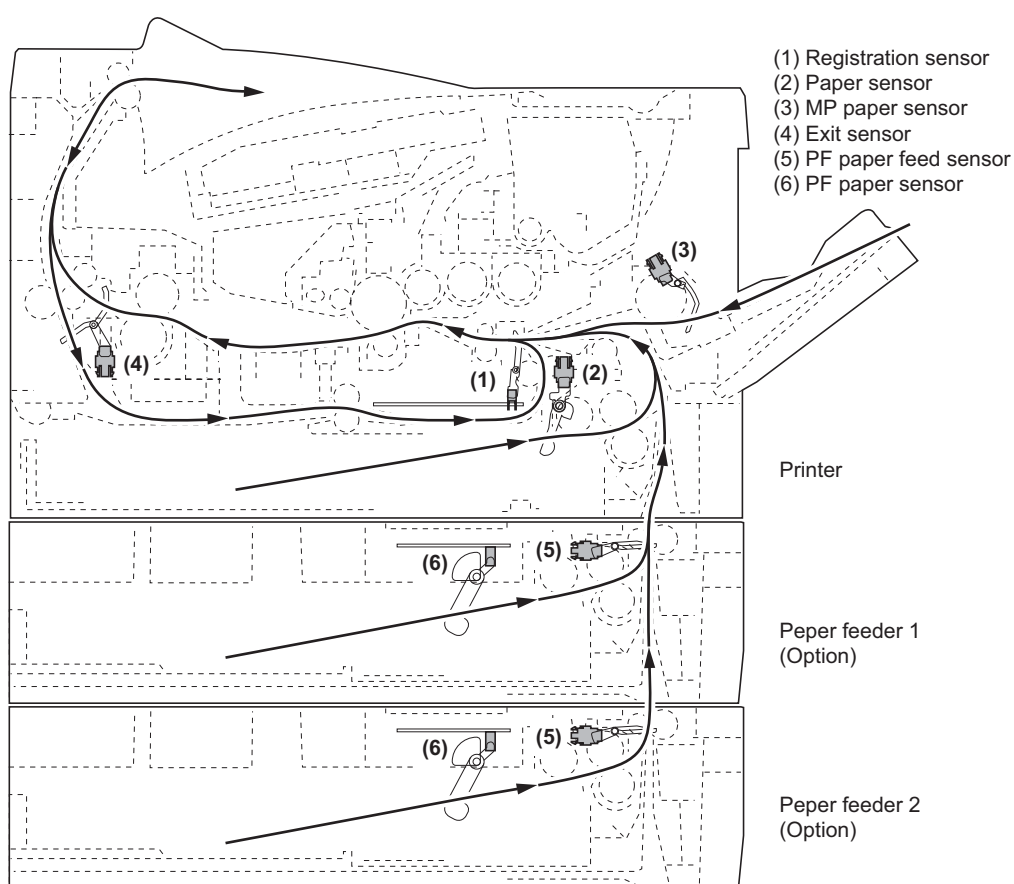 (1) Registration sensor
(2) Paper sensor
(3) MP paper sensor
(4) Exit sensor
(5) PF paper feed sensor
(6) PF paper sensor
(3)
(4)
(1)
(2)
Printer
(6)
(5)
Peper feeder 1
(Option)
(6)
(5)
Peper feeder 2
(Option)